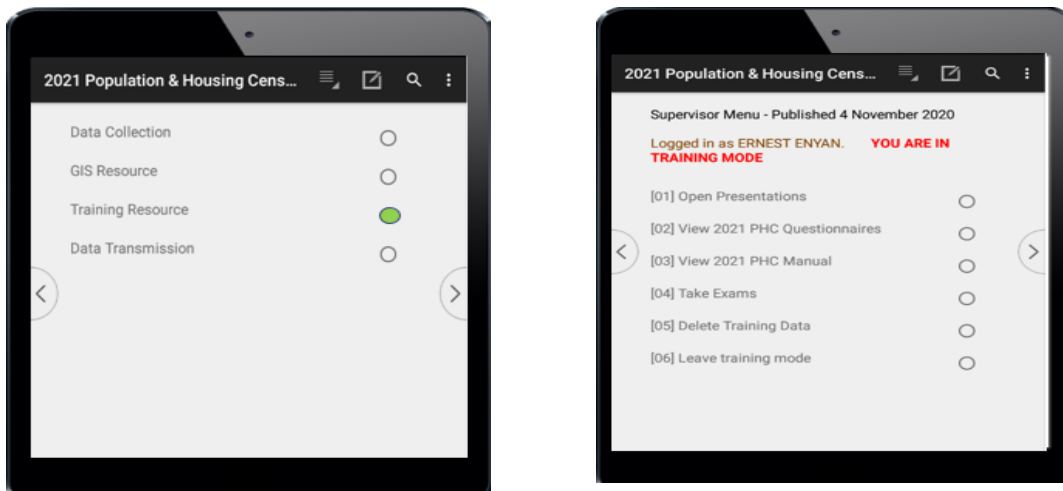 2021 Population & Housing Cens...
Data Collection
GIS Resource
Training Resource
Data Transmission
2021 Population & Housing Cens...
Supervisor Menu - Published 4 November 2020
Logged in as ERNEST ENYAN. YOU ARE IN
TRAINING MODE
[01] Open Presentations
[02] View 2021 PHC Questionnaires
[03] View 2021 PHC Manual
[04] Take Exams
[05] Delete Training Data
[06] Leave training mode